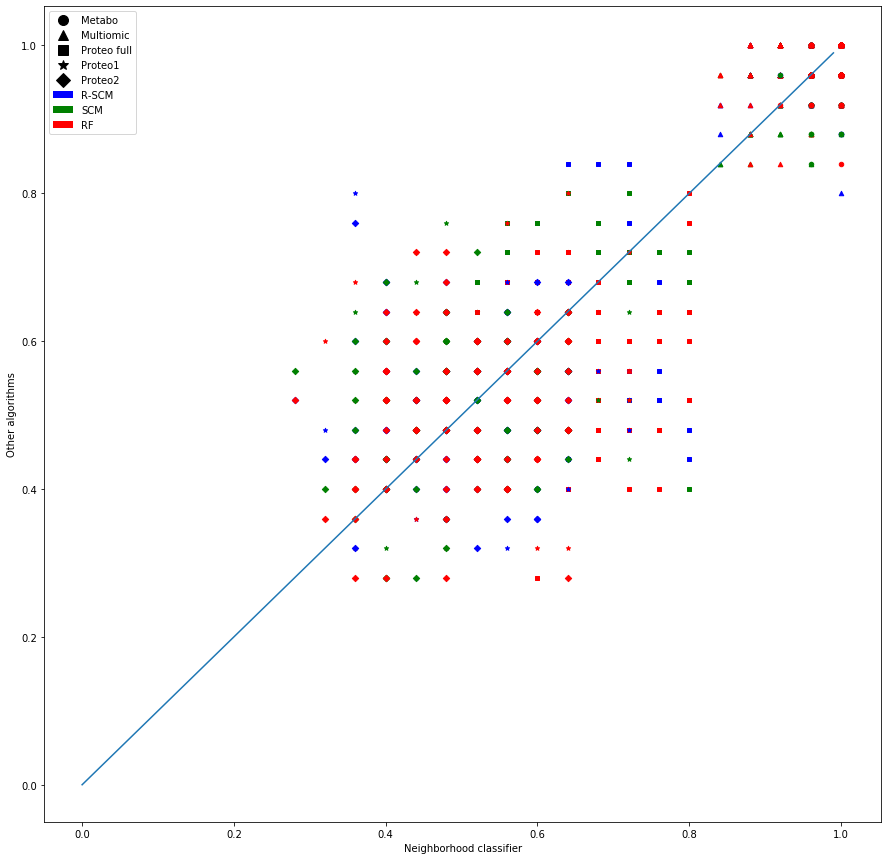 Metabo
Multiomic
Proteo full
Proteo1
Proteo2
R-SCM
SCM
RF
1.0
0.8
0.6
0.4
0.2
0.0
Other algorithms
0.0 0.2 0.4 0.6 0.8 1.0
Neighborhood classifier